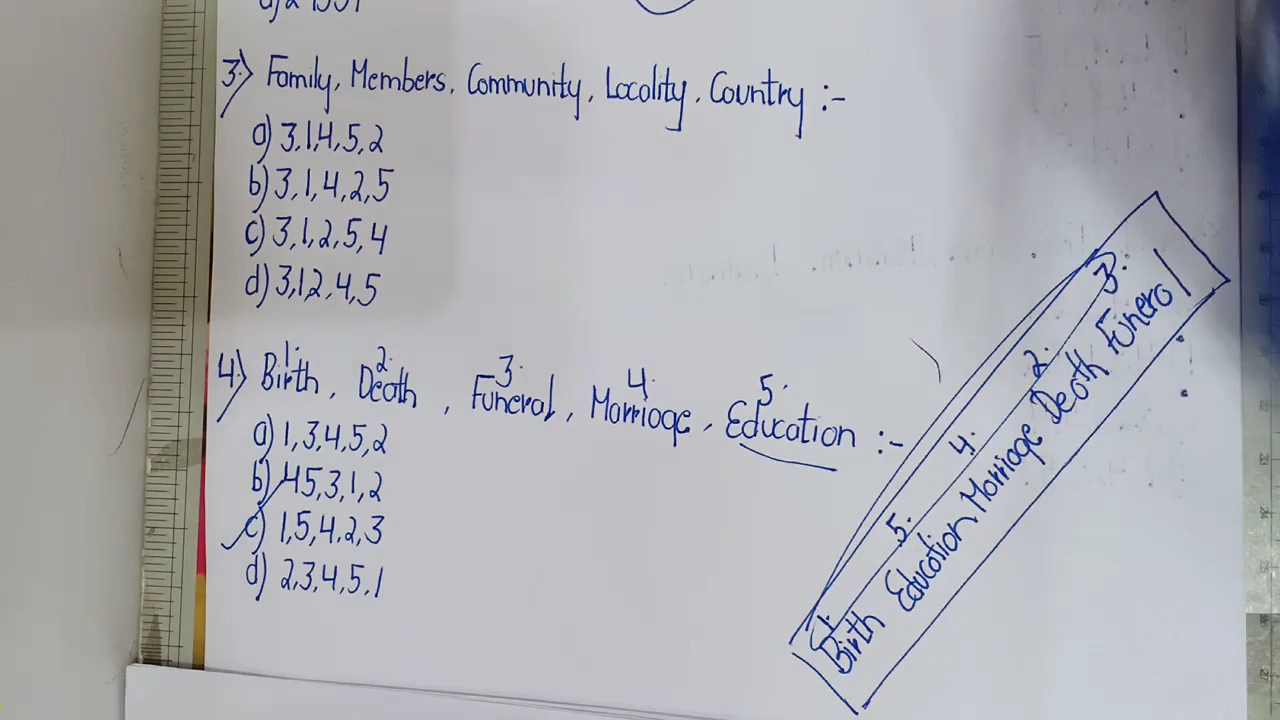 3) Family, Members, Community, Locality, Country :-
a) 3,1,4,5,2
b) 3,1,4,2,5
c) 3,1,2,5,4
d) 3,1,2,4,5
1. 2. 3. 4. 5.
4) Birth, Death, Funeral, Marriage, Education :-
a) 1,3,4,5,2
b) 4,5,3,1,2
c) 1,5,4,2,3
d) 2,3,4,5,1
1. 5. 4. 2. 3.
Birth Education Marriage Death Funeral